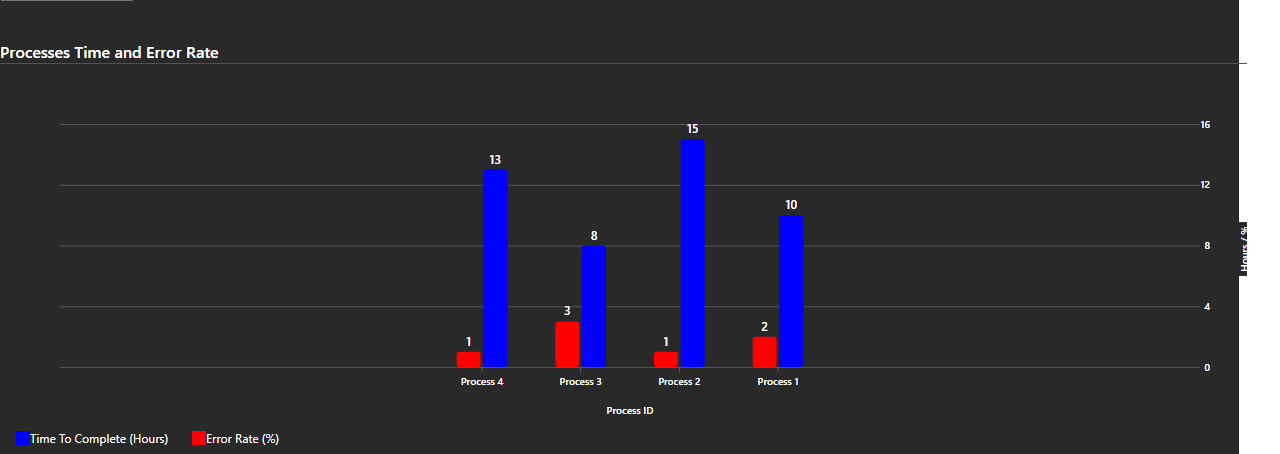 Processes Time and Error Rate
16
15
13
12
10
8
8
Hours / %
4
3
2
1
1
0
Process 4 Process 3 Process 2 Process 1
Process ID
Time To Complete (Hours) Error Rate (%)